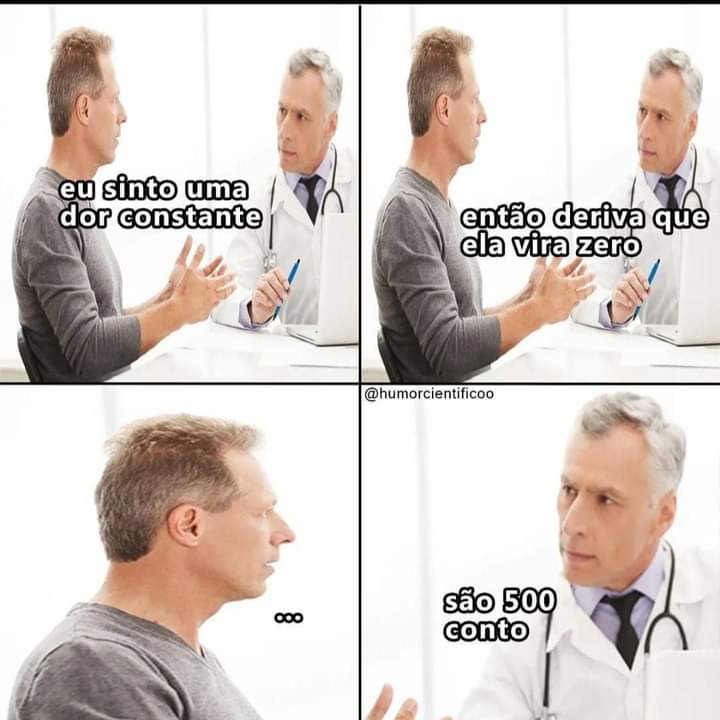 eu sinto uma
dor constante
então deriva que
ela vira zero
...
@humorcientificoo
são 500
conto